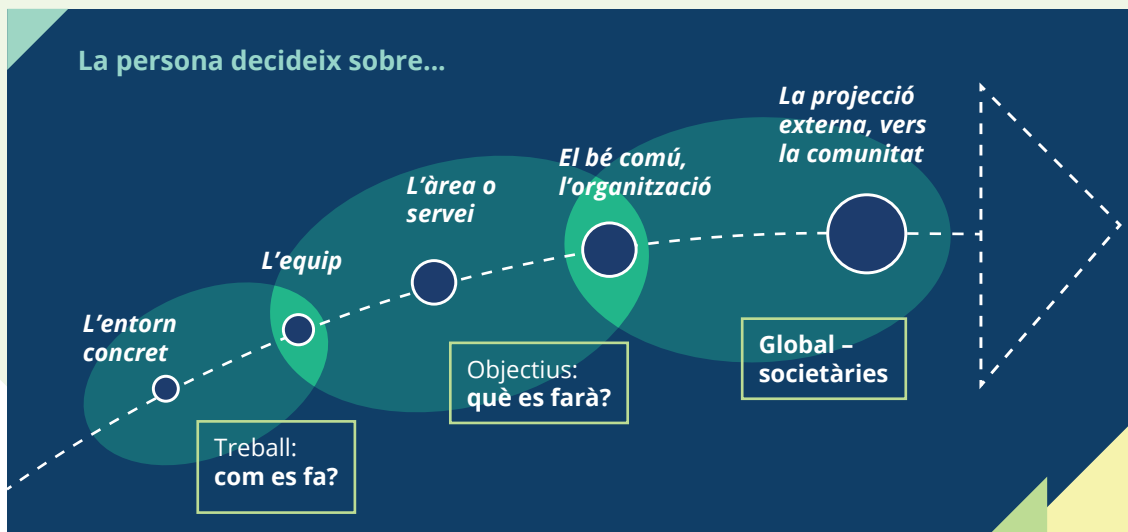 La persona decideix sobre...
L'entorn
concret
L'equip
L'àrea o
servei
El bé comú,
l'organització
La projecció
externa, vers
la comunitat
Treball:
com es fa?
Objectius:
què es farà?
Global –
societàries